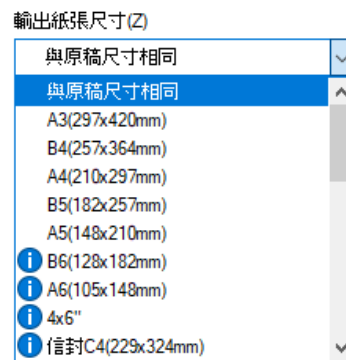 輸出紙張尺寸(Z)
與原稿尺寸相同
與原稿尺寸相同
A3(297x420mm)
B4(257x364mm)
A4(210x297mm)
B5(182x257mm)
A5(148x210mm)
B6(128x182mm)
A6(105x148mm)
4x6"
信封C4(229x324mm)